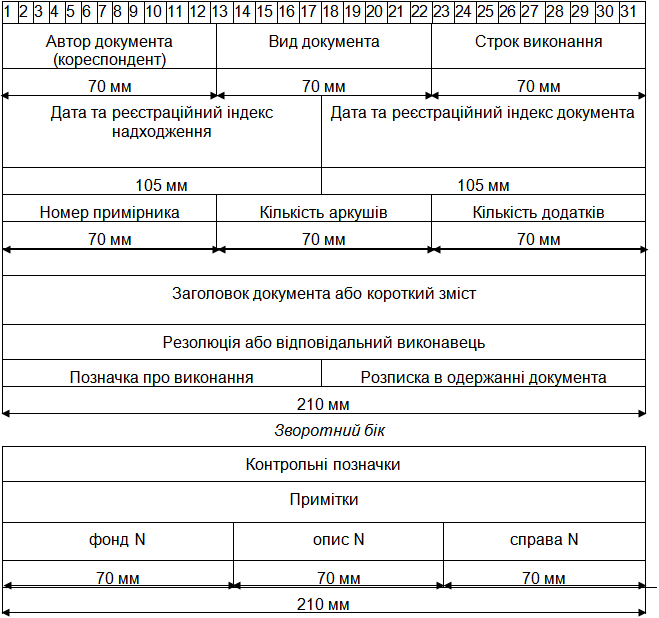 1 2 3 4 5 6 7 8 9 10 11 12 13 14 15 16 17 18 19 20 21 22 23 24 25 26 27 28 29 30 31
Автор документа Вид документа Строк виконання
(кореспондент)
70 мм 70 мм 70 мм
Дата та реєстраційний індекс Дата та реєстраційний індекс документа
надходження
105 мм 105 мм
Номер примірника Кількість аркушів Кількість додатків
70 мм 70 мм 70 мм
Заголовок документа або короткий зміст
Резолюція або відповідальний виконавець
Позначка про виконання Розписка в одержанні документа
210 мм
Зворотний бік
Контрольні позначки
Примітки
фонд N опис N справа N
70 мм 70 мм 70 мм
210 мм